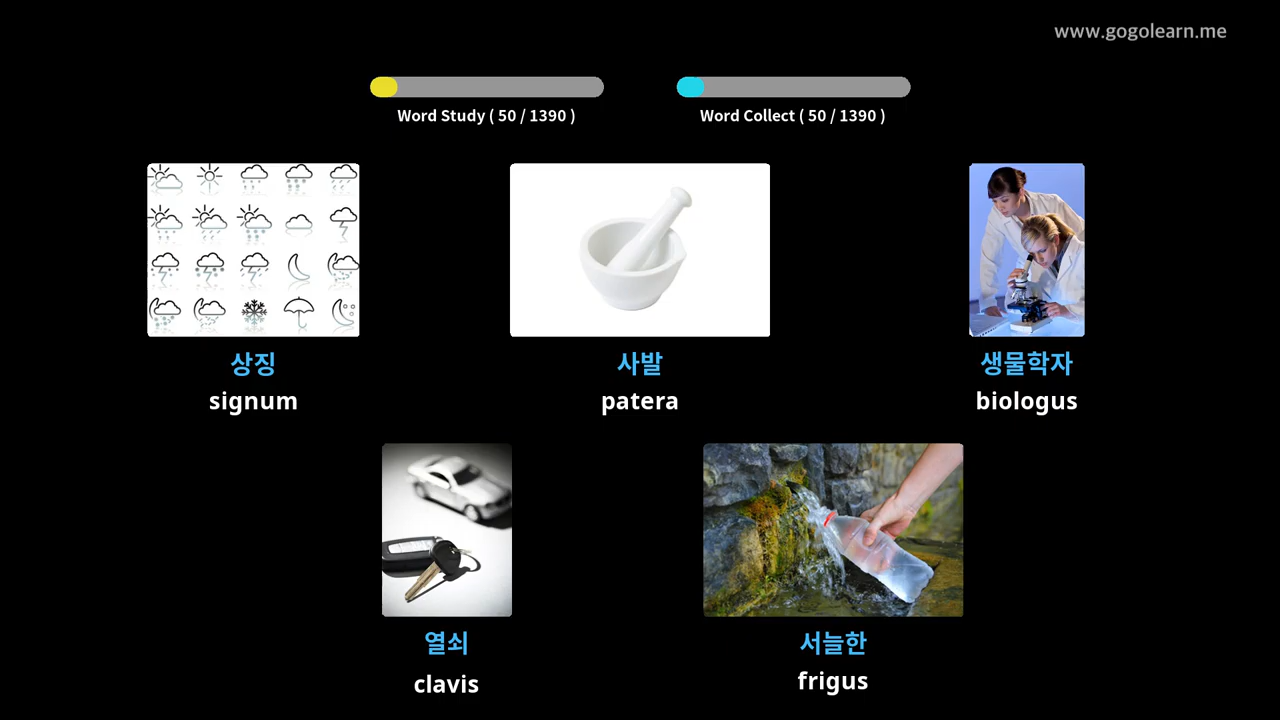 www.gogolearn.me
Word Study ( 50 / 1390 )
Word Collect ( 50 / 1390 )
상징
signum
사발
patera
생물학자
biologus
열쇠
clavis
서늘한
frigus